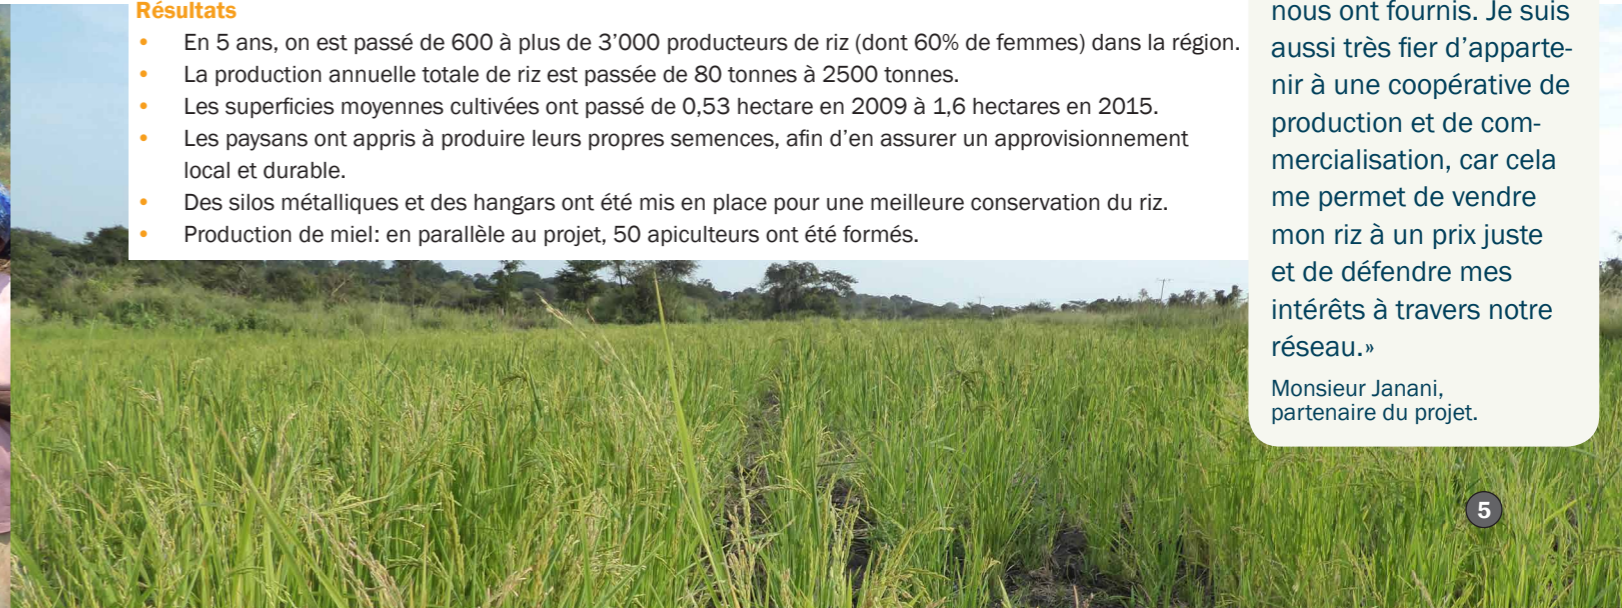 Résultats
• En 5 ans, on est passé de 600 à plus de 3’000 producteurs de riz (dont 60% de femmes) dans la région.
• La production annuelle totale de riz est passée de 80 tonnes à 2500 tonnes.
• Les superficies moyennes cultivées ont passé de 0,53 hectare en 2009 à 1,6 hectares en 2015.
• Les paysans ont appris à produire leurs propres semences, afin d’en assurer un approvisionnement
local et durable.
• Des silos métalliques et des hangars ont été mis en place pour une meilleure conservation du riz.
• Production de miel: en parallèle au projet, 50 apiculteurs ont été formés.
nous ont fournis. Je suis
aussi très fier d’apparte-
nir à une coopérative de
production et de com-
mercialisation, car cela
me permet de vendre
mon riz à un prix juste
et de défendre mes
intérêts à travers notre
réseau.»
Monsieur Janani,
partenaire du projet.
5